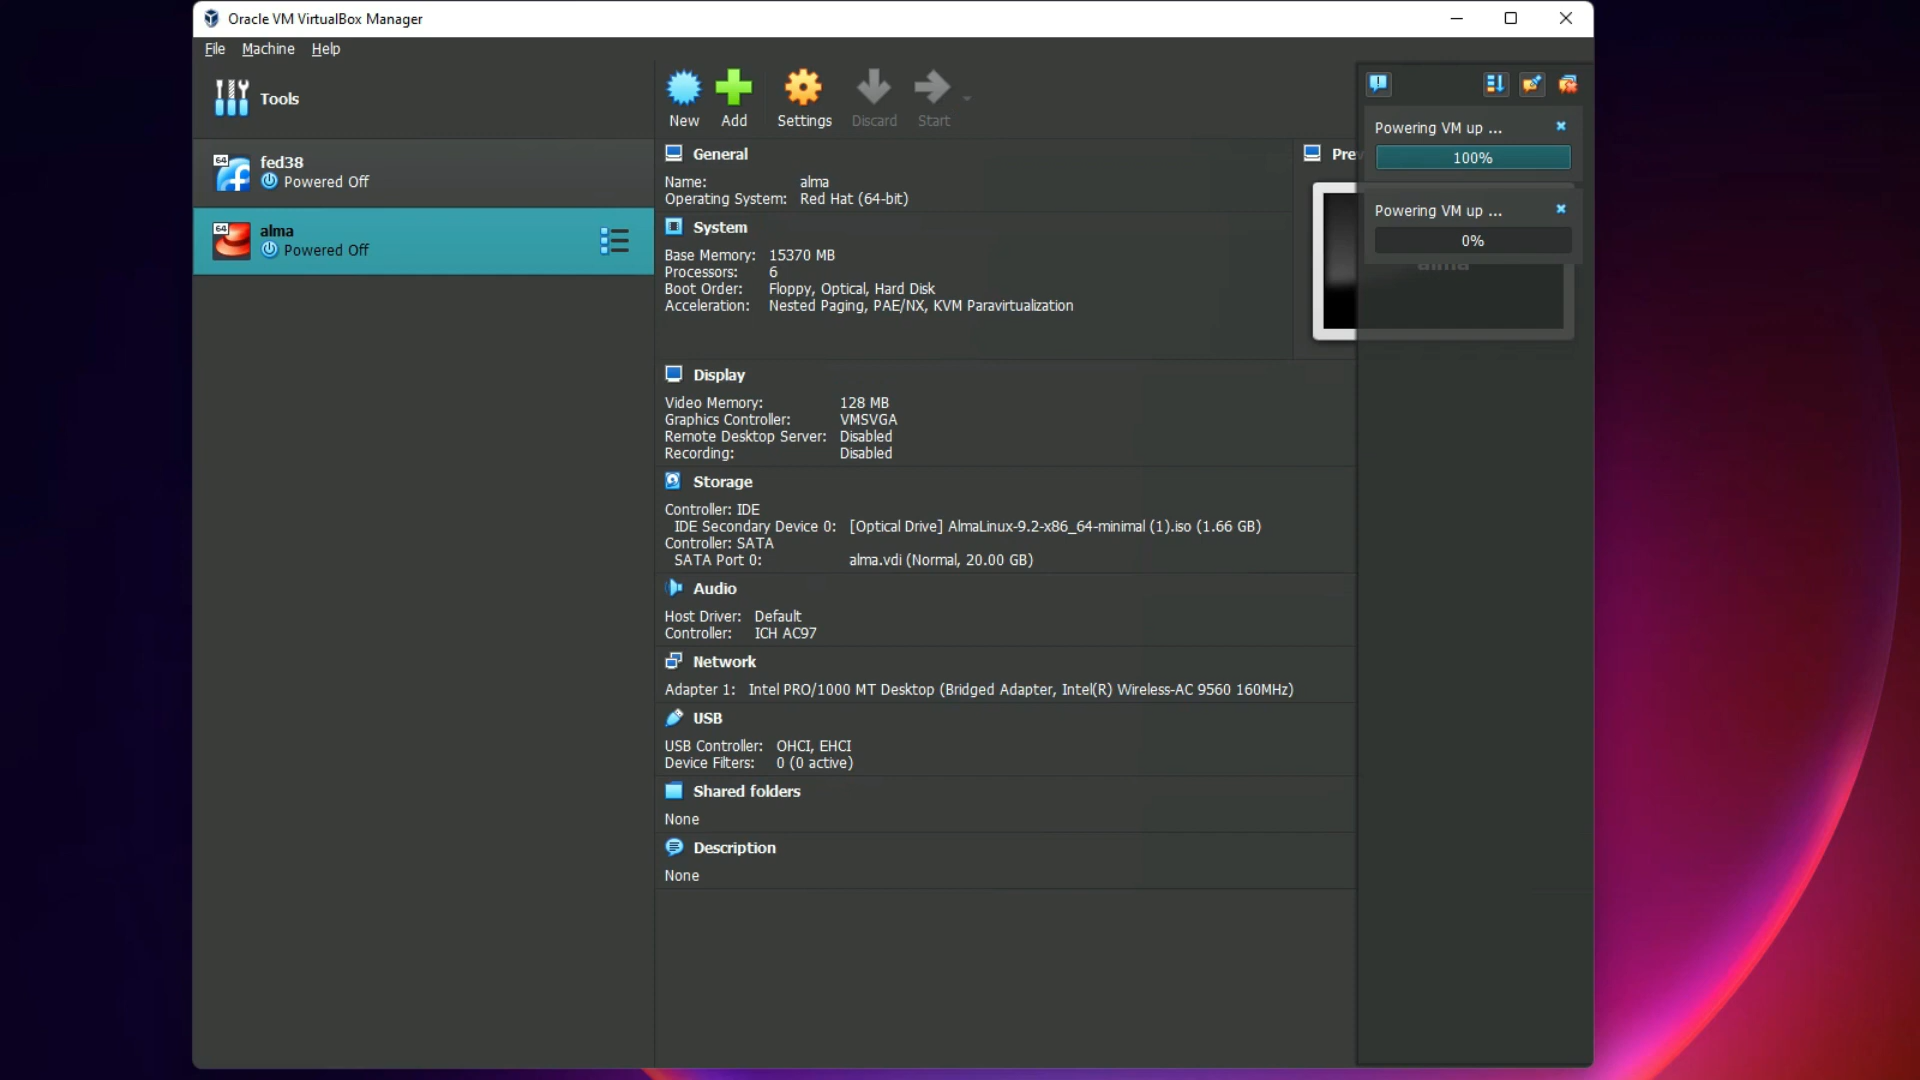 Oracle VM VirtualBox Manager
File Machine Help
Tools
New Add Settings Discard Start
64
fed38
Powered Off
64
alma
Powered Off
General
Name: alma
Operating System: Red Hat (64-bit)
System
Base Memory: 15370 MB
Processors: 6
Boot Order: Floppy, Optical, Hard Disk
Acceleration: Nested Paging, PAE/NX, KVM Paravirtualization
Display
Video Memory: 128 MB
Graphics Controller: VMSVGA
Remote Desktop Server: Disabled
Recording: Disabled
Storage
Controller: IDE
IDE Secondary Device 0: [Optical Drive] AlmaLinux-9.2-x86_64-minimal (1).iso (1.66 GB)
Controller: SATA
SATA Port 0: alma.vdi (Normal, 20.00 GB)
Audio
Host Driver: Default
Controller: ICH AC97
Network
Adapter 1: Intel PRO/1000 MT Desktop (Bridged Adapter, Intel(R) Wireless-AC 9560 160MHz)
USB
USB Controller: OHCI, EHCI
Device Filters: 0 (0 active)
Shared folders
None
Description
None
Pre
Powering VM up ...
100%
Powering VM up ...
0%
alma